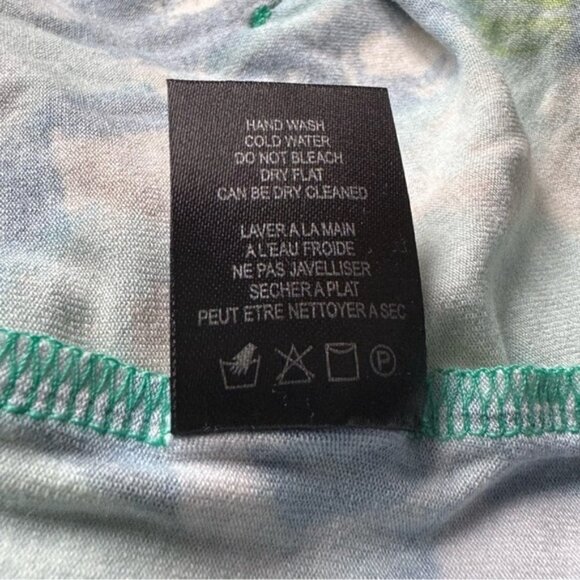 HAND WASH
COLD WATER
DO NOT BLEACH
DRY FLAT
CAN BE DRY CLEANED
LAVER A LA MAIN
A L'EAU FROIDE
NE PAS JAVELLISER
SECHER A PLAT
PEUT ETRE NETTOYER A SEC
P